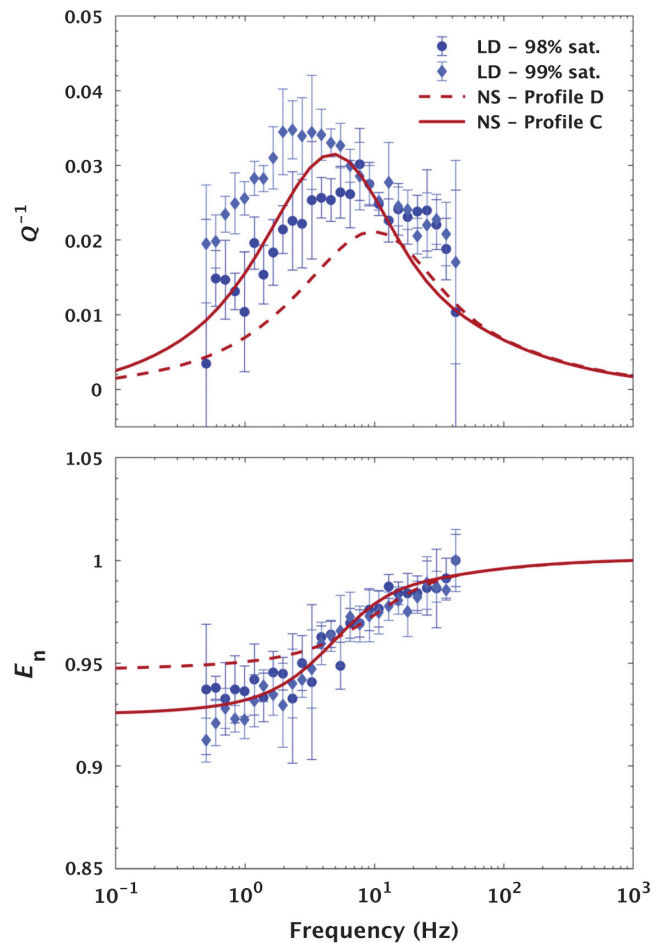 0.05
0.04
0.03
0.02
0.01
0
Q⁻¹
LD – 98% sat.
LD – 99% sat.
NS – Profile D
NS – Profile C
1.05
1
0.95
0.9
0.85
Eₙ
10⁻¹ 10⁰ 10¹ 10² 10³
Frequency (Hz)